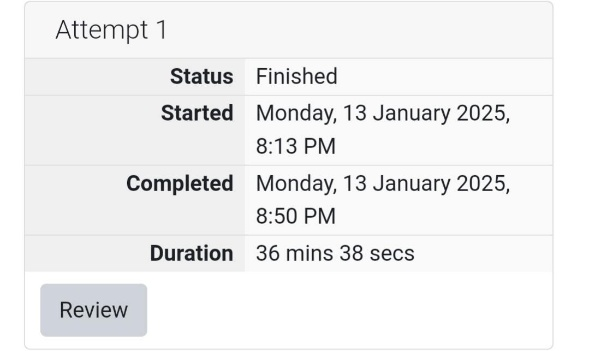 Attempt 1
Status Finished
Started Monday, 13 January 2025,
8:13 PM
Completed Monday, 13 January 2025,
8:50 PM
Duration 36 mins 38 secs
Review